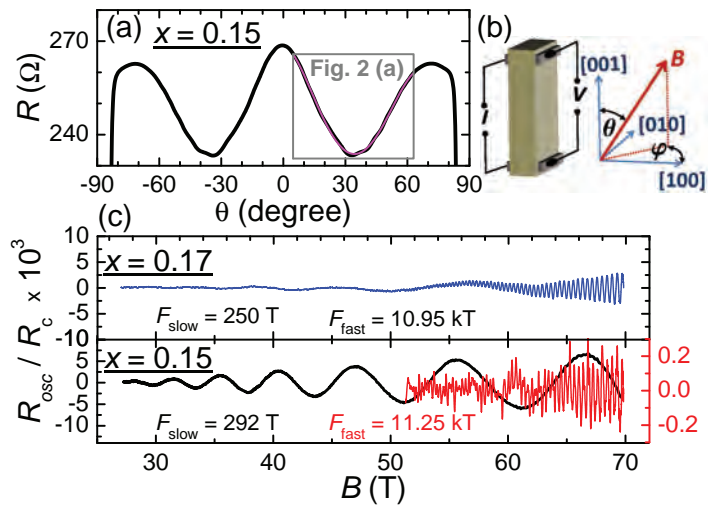 (a)
x = 0.15
Fig. 2 (a)
R (Ω)
270
240
-90 -60 -30 0 30 60 90
θ (degree)
(b)
I
V
[001]
B
θ
[010]
φ
[100]
(c)
R_osc / R_c x 10^3
10
5
0
-5
-10
x = 0.17
F_slow = 250 T
F_fast = 10.95 kT
x = 0.15
5
0
-5
-10
F_slow = 292 T
F_fast = 11.25 kT
0.2
0.0
-0.2
30 40 50 60 70
B (T)